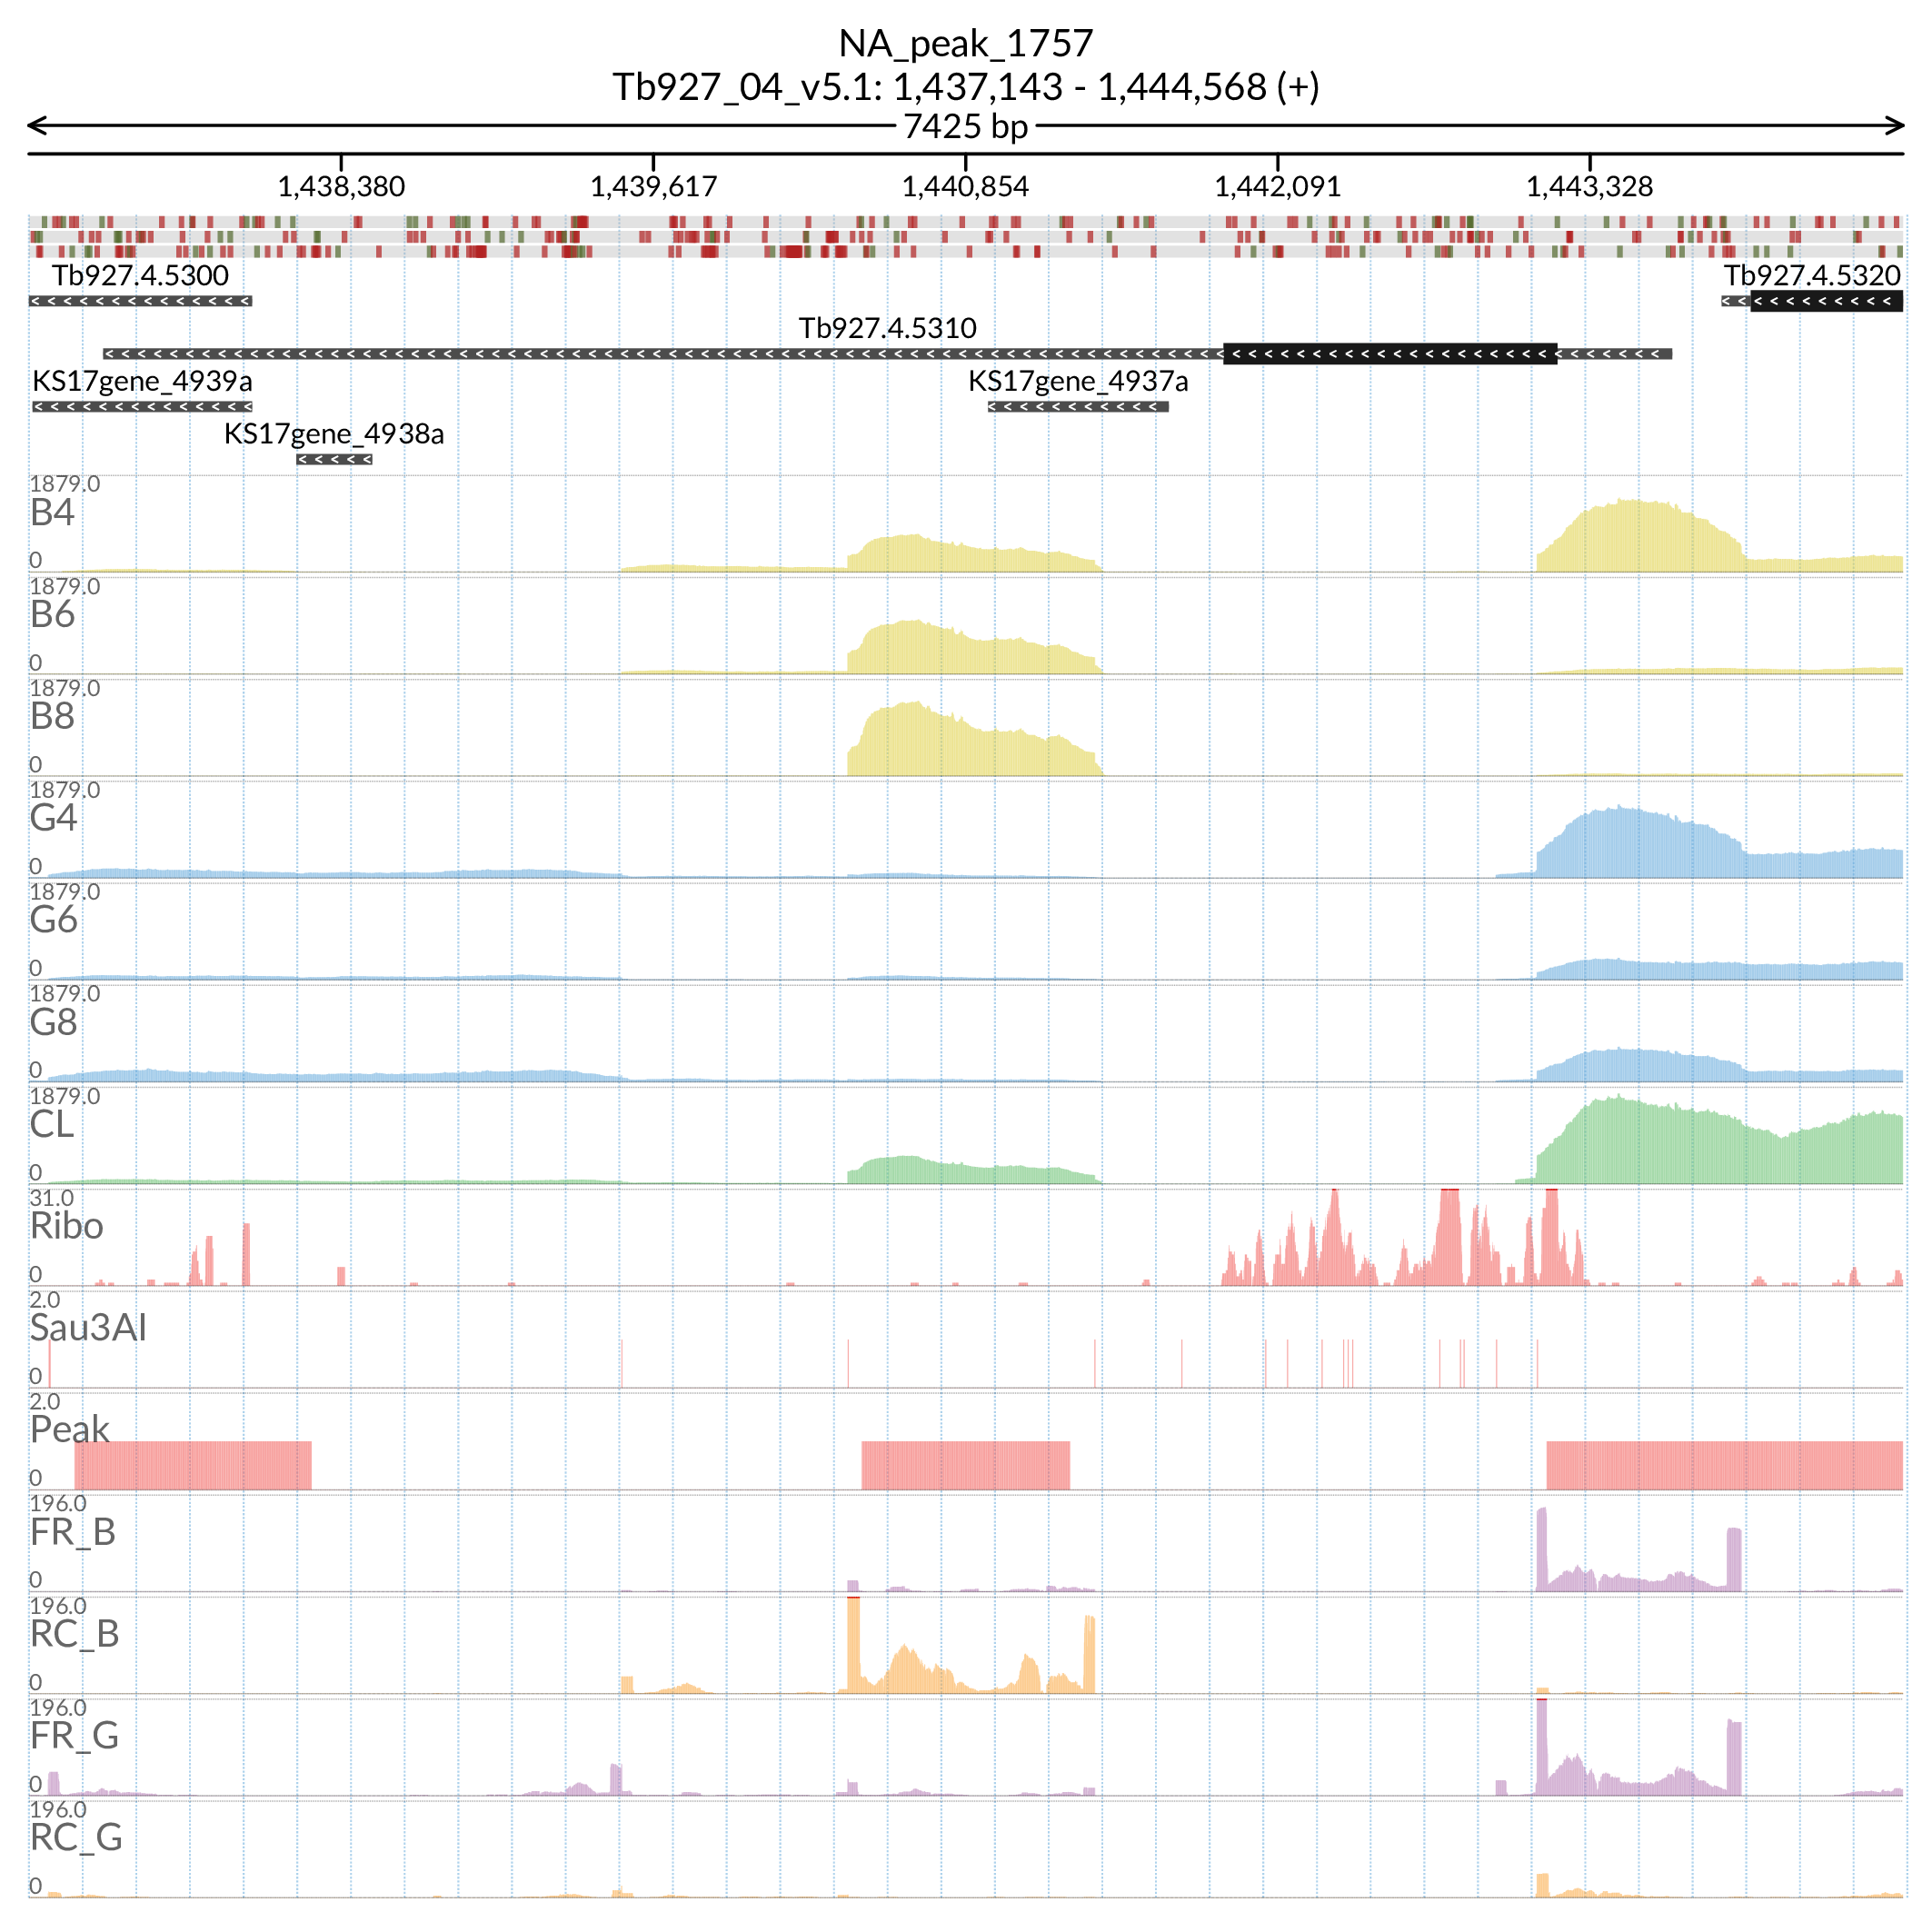 NA_peak_1757
Tb927_04_v5.1: 1,437,143 - 1,444,568 (+)
7425 bp
1,438,380 1,439,617 1,440,854 1,442,091 1,443,328
Tb927.4.5300 Tb927.4.5320
Tb927.4.5310
KS17gene_4939a KS17gene_4937a
KS17gene_4938a
1879.0
B4
0
1879.0
B6
0
1879.0
B8
0
1879.0
G4
0
1879.0
G6
0
1879.0
G8
0
1879.0
CL
0
31.0
Ribo
0
2.0
Sau3AI
0
2.0
Peak
0
196.0
FR_B
0
196.0
RC_B
0
196.0
FR_G
0
196.0
RC_G
0